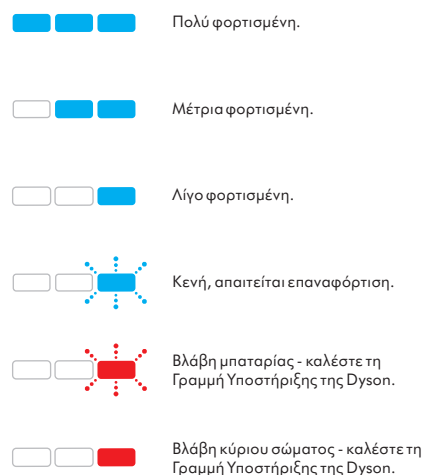 Πολύ φορτισμένη.
Μέτρια φορτισμένη.
Λίγο φορτισμένη.
Κενή, απαιτείται επαναφόρτιση.
Βλάβη μπαταρίας - καλέστε τη
Γραμμή Υποστήριξης της Dyson.
Βλάβη κύριου σώματος - καλέστε τη
Γραμμή Υποστήριξης της Dyson.